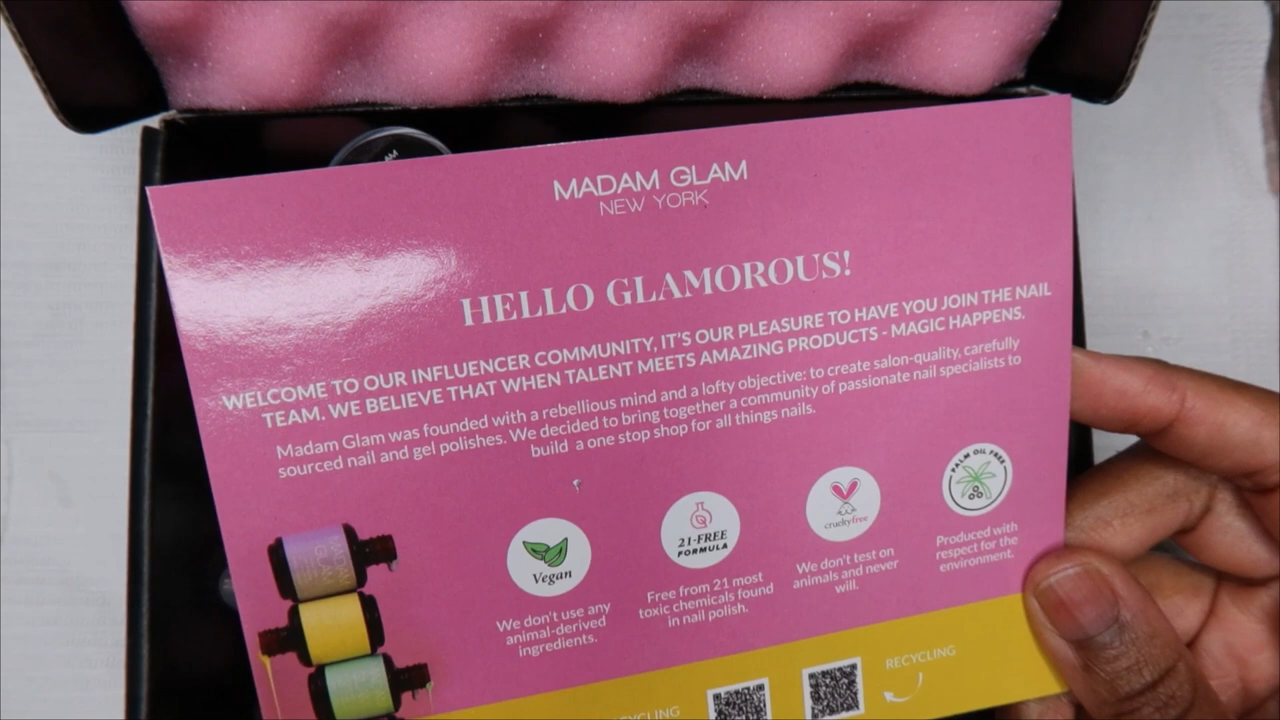 MADAM GLAM
NEW YORK
HELLO GLAMOROUS!
WELCOME TO OUR INFLUENCER COMMUNITY, IT'S OUR PLEASURE TO HAVE YOU JOIN THE NAIL
TEAM. WE BELIEVE THAT WHEN TALENT MEETS AMAZING PRODUCTS - MAGIC HAPPENS.
Madam Glam was founded with a rebellious mind and a lofty objective: to create salon-quality, carefully
sourced nail and gel polishes. We decided to bring together a community of passionate nail specialists to
build a one stop shop for all things nails.
Vegan
We don't use any
animal-derived
ingredients.
21-FREE
FORMULA
Free from 21 most
toxic chemicals found
in nail polish.
crueltyfree
We don't test on
animals and never
will.
PALM OIL FREE
Produced with
respect for the
environment.
RECYCLING